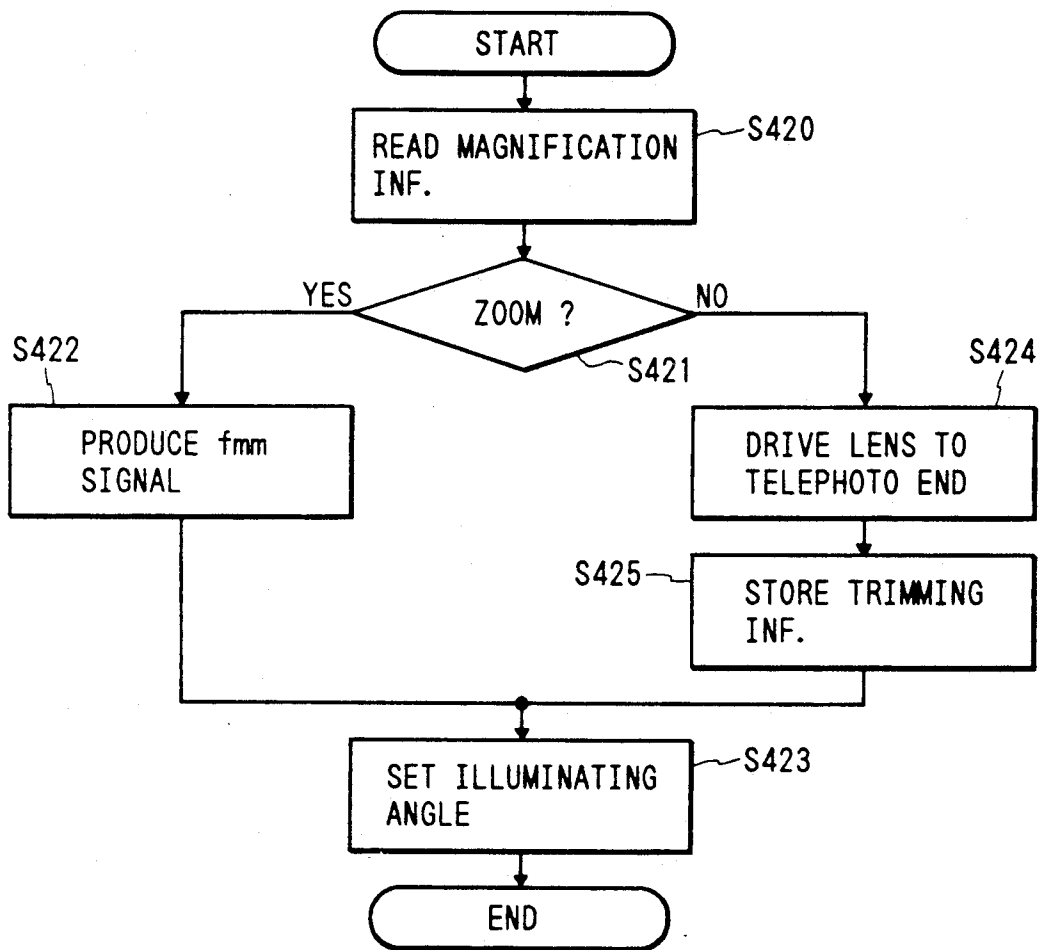 START
READ MAGNIFICATION
INF.
S420
YES
ZOOM ?
NO
S421
S422
PRODUCE fmm
SIGNAL
S424
DRIVE LENS TO
TELEPHOTO END
S425
STORE TRIMMING
INF.
SET ILLUMINATING
ANGLE
S423
END